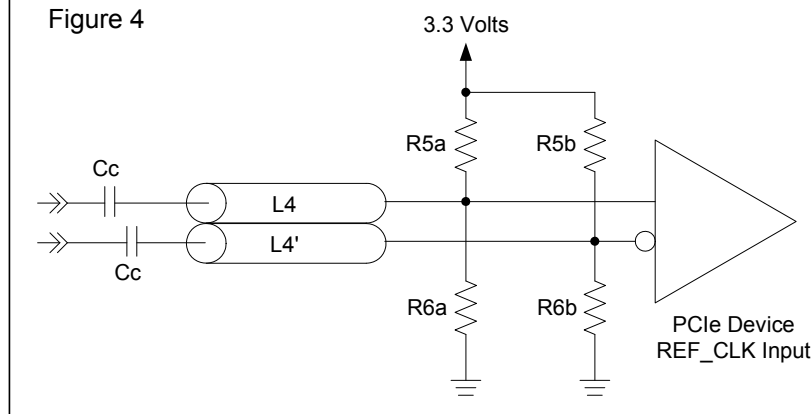 Figure 4
3.3 Volts
R5a
R5b
Cc
L4
L4'
Cc
R6a
R6b
PCIe Device
REF_CLK Input